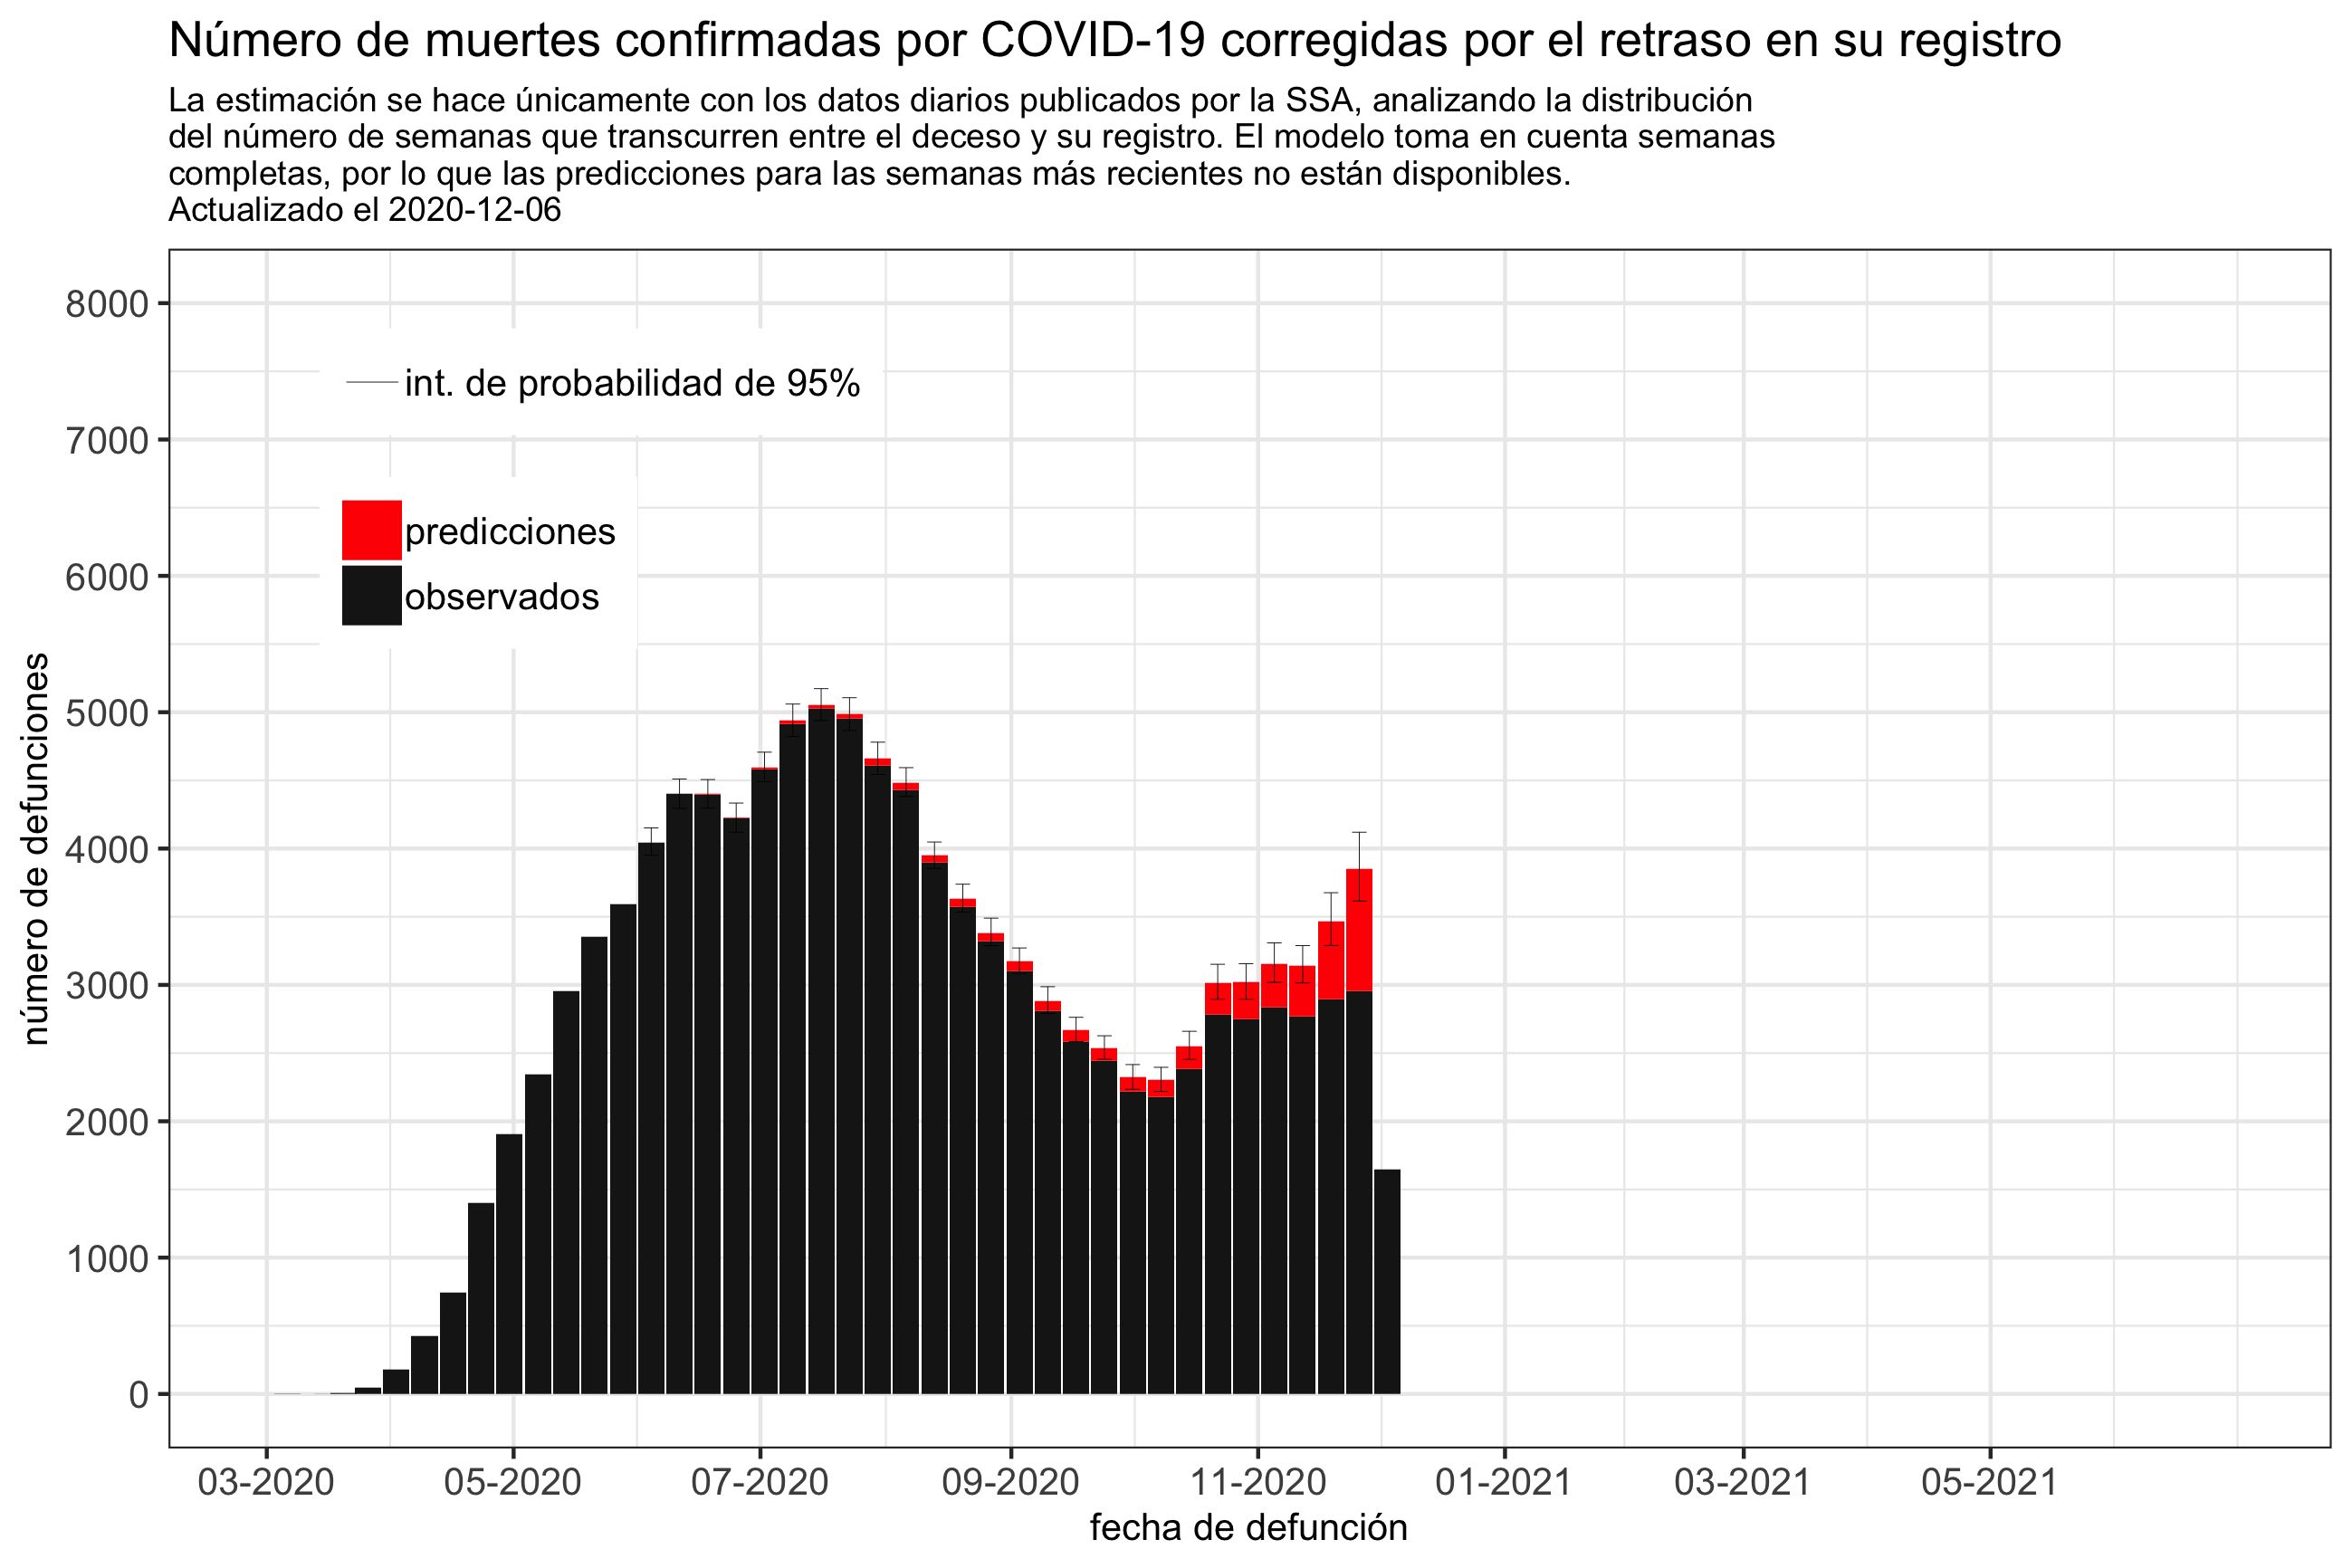 Número de muertes confirmadas por COVID-19 corregidas por el retraso en su registro
La estimación se hace únicamente con los datos diarios publicados por la SSA, analizando la distribución
del número de semanas que transcurren entre el deceso y su registro. El modelo toma en cuenta semanas
completas, por lo que las predicciones para las semanas más recientes no están disponibles.
Actualizado el 2020-12-06
8000
7000
6000
5000
4000
3000
2000
1000
0
número de defunciones
int. de probabilidad de 95%
predicciones
observados
03-2020 05-2020 07-2020 09-2020 11-2020 01-2021 03-2021 05-2021
fecha de defunción